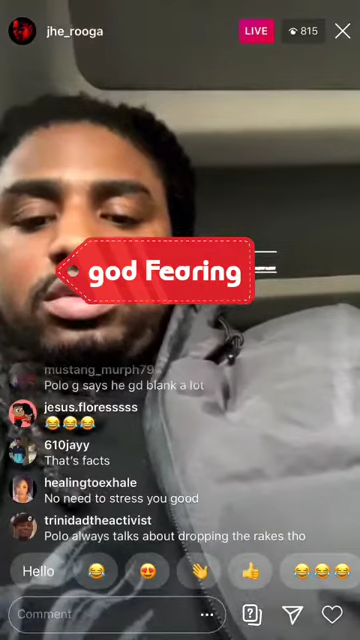 jhe_rooga
LIVE
815
god Fearing
mustang_murph79
Polo g says he gd blank a lot
jesus.floresssss
😂😂😂
610jayy
That's facts
healingtoexhale
No need to stress you good
trinidadtheactivist
Polo always talks about dropping the rakes tho
Hello
Comment